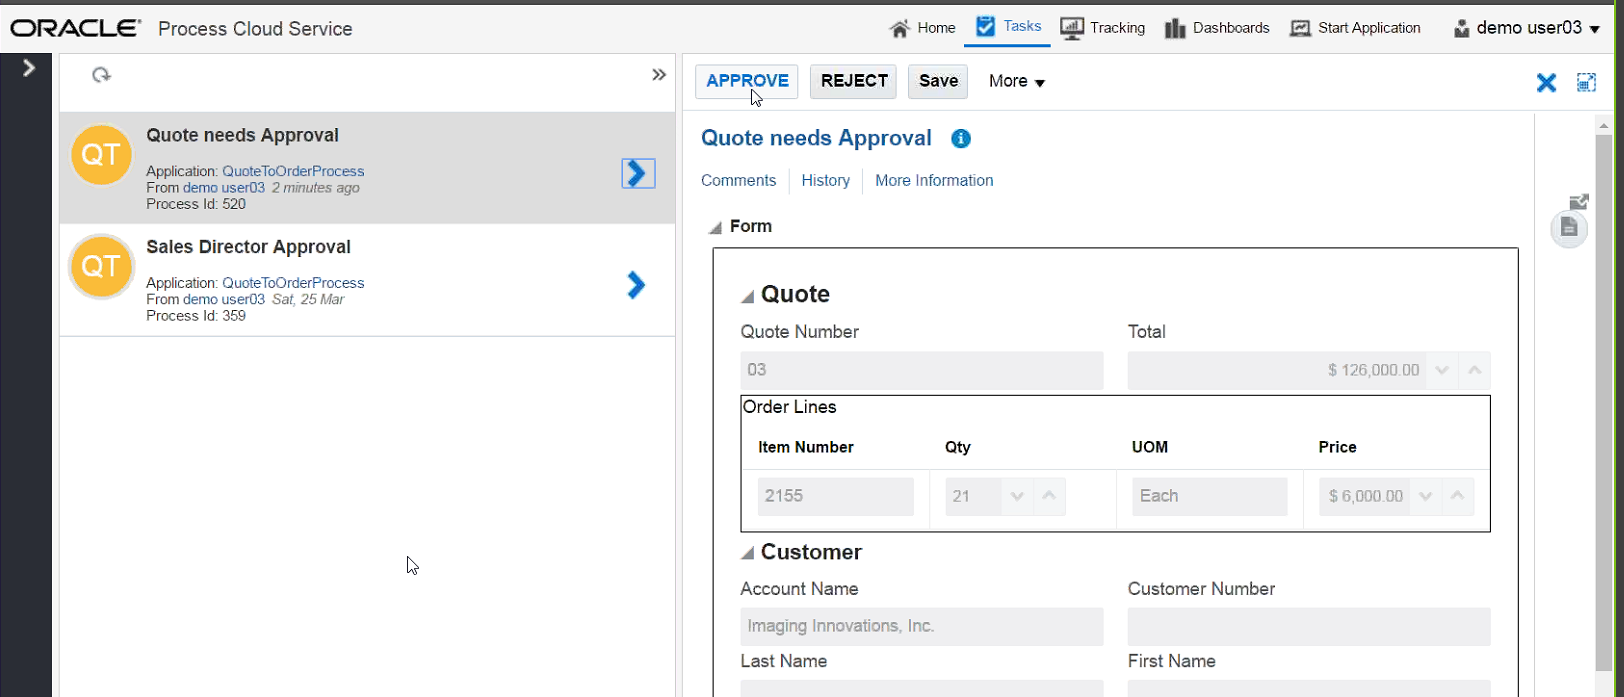 ORACLE® Process Cloud Service
Home Tasks Tracking Dashboards Start Application demo user03
QT
Quote needs Approval
Application: QuoteToOrderProcess
From demo user03 2 minutes ago
Process Id: 520
QT
Sales Director Approval
Application: QuoteToOrderProcess
From demo user03 Sat, 25 Mar
Process Id: 359
APPROVE REJECT Save More
Quote needs Approval
Comments History More Information
Form
Quote
Quote Number Total
03 $ 126,000.00
Order Lines
Item Number Qty UOM Price
2155 21 Each $ 6,000.00
Customer
Account Name Customer Number
Imaging Innovations, Inc.
Last Name First Name